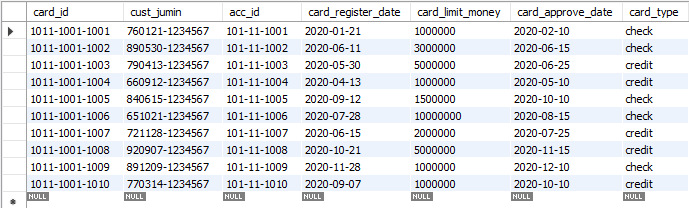 card_id cust_jumin acc_id card_register_date card_limit_money card_approve_date card_type
1011-1001-1001 760121-1234567 101-11-1001 2020-01-21 1000000 2020-02-10 check
1011-1001-1002 890530-1234567 101-11-1002 2020-06-11 3000000 2020-06-15 check
1011-1001-1003 790413-1234567 101-11-1003 2020-05-30 5000000 2020-06-25 credit
1011-1001-1004 660912-1234567 101-11-1004 2020-04-13 1000000 2020-05-10 credit
1011-1001-1005 840615-1234567 101-11-1005 2020-09-12 1500000 2020-10-10 check
1011-1001-1006 651021-1234567 101-11-1006 2020-07-28 10000000 2020-08-15 check
1011-1001-1007 721128-1234567 101-11-1007 2020-06-15 2000000 2020-07-25 credit
1011-1001-1008 920907-1234567 101-11-1008 2020-10-21 5000000 2020-11-15 credit
1011-1001-1009 891209-1234567 101-11-1009 2020-11-28 1000000 2020-12-10 check
1011-1001-1010 770314-1234567 101-11-1010 2020-09-07 1000000 2020-10-10 credit
NULL NULL NULL NULL NULL NULL NULL